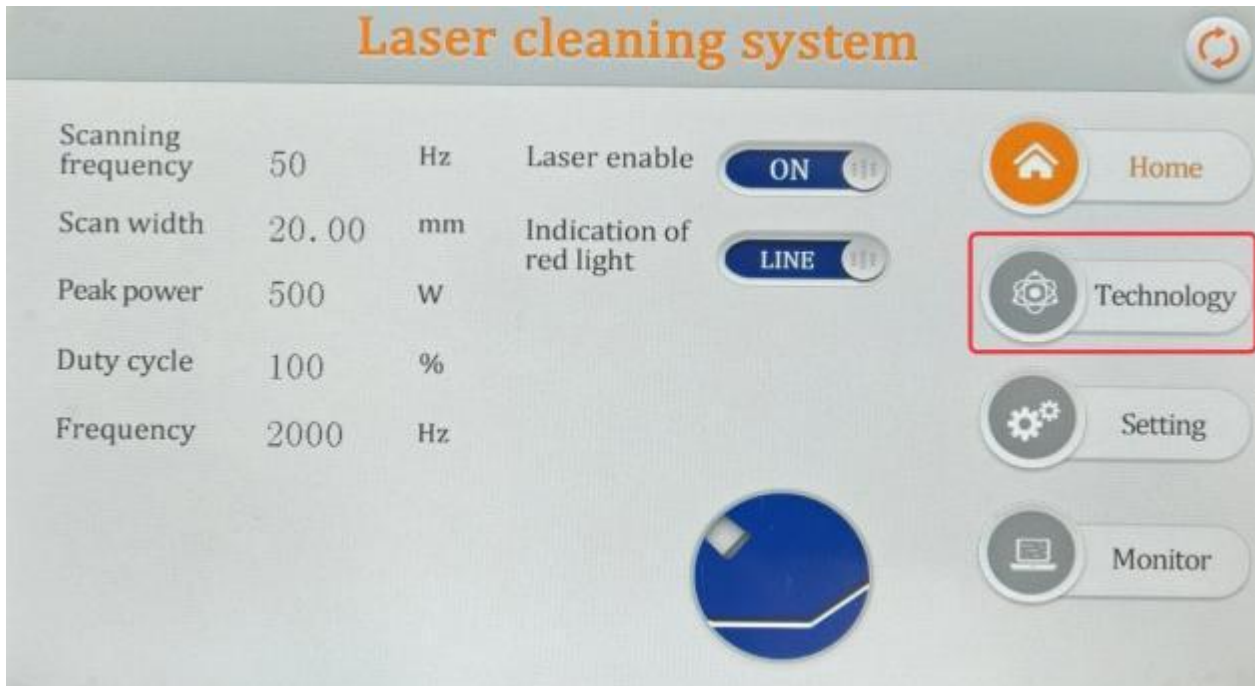 Laser cleaning system
Scanning
frequency 50 Hz
Laser enable ON
Home
Scan width 20.00 mm
Indication of
red light LINE
Peak power 500 W
Technology
Duty cycle 100 %
Frequency 2000 Hz
Setting
Monitor